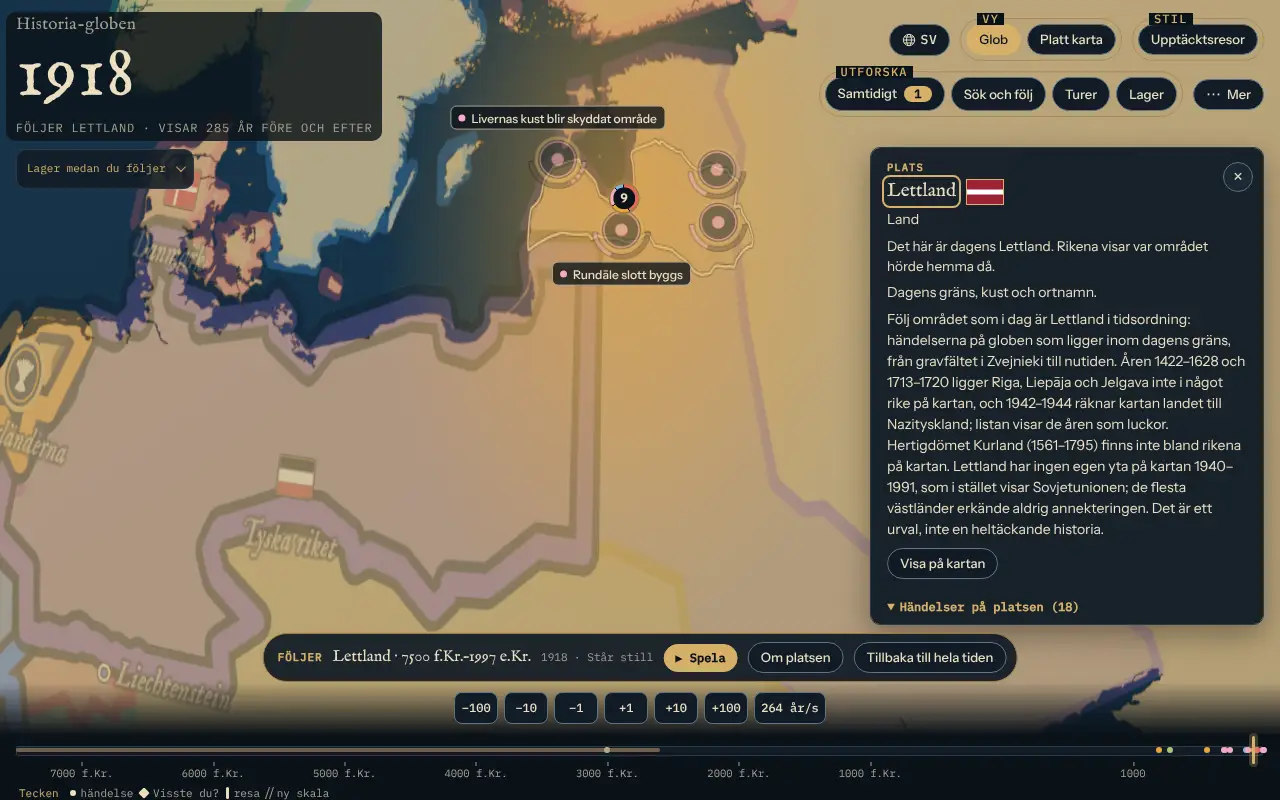 Historia-globen
1918
FÖLJER LETTLAND · VISAR 285 ÅR FÖRE OCH EFTER
Lager medan du följer
SV
VY
Glob
Platt karta
STIL
Upptäcktsresor
UTFORSKA
Samtidigt 1
Sök och följ
Turer
Lager
··· Mer
Livernas kust blir skyddat område
9
Rundāle slott byggs
Danmark
länderna
Tyska riket
Liechtenstein
PLATS
Lettland
×
Land
Det här är dagens Lettland. Rikena visar var området
hörde hemma då.
Dagens gräns, kust och ortnamn.
Följ området som i dag är Lettland i tidsordning:
händelserna på globen som ligger inom dagens gräns,
från gravfältet i Zvejnieki till nutiden. Åren 1422–1628 och
1713–1720 ligger Riga, Liepāja och Jelgava inte i något
rike på kartan, och 1942–1944 räknar kartan landet till
Nazityskland; listan visar de åren som luckor.
Hertigdömet Kurland (1561–1795) finns inte bland rikena
på kartan. Lettland har ingen egen yta på kartan 1940–
1991, som i stället visar Sovjetunionen; de flesta
västländer erkände aldrig annekteringen. Det är ett
urval, inte en heltäckande historia.
Visa på kartan
▼ Händelser på platsen (18)
FÖLJER Lettland · 7500 f.Kr.–1997 e.Kr. 1918 · Står still ▶ Spela Om platsen Tillbaka till hela tiden
−100 −10 −1 +1 +10 +100 264 år/s
7000 f.Kr. 6000 f.Kr. 5000 f.Kr. 4000 f.Kr. 3000 f.Kr. 2000 f.Kr. 1000 f.Kr. 1000
Tecken händelse Visste du? resa // ny skala